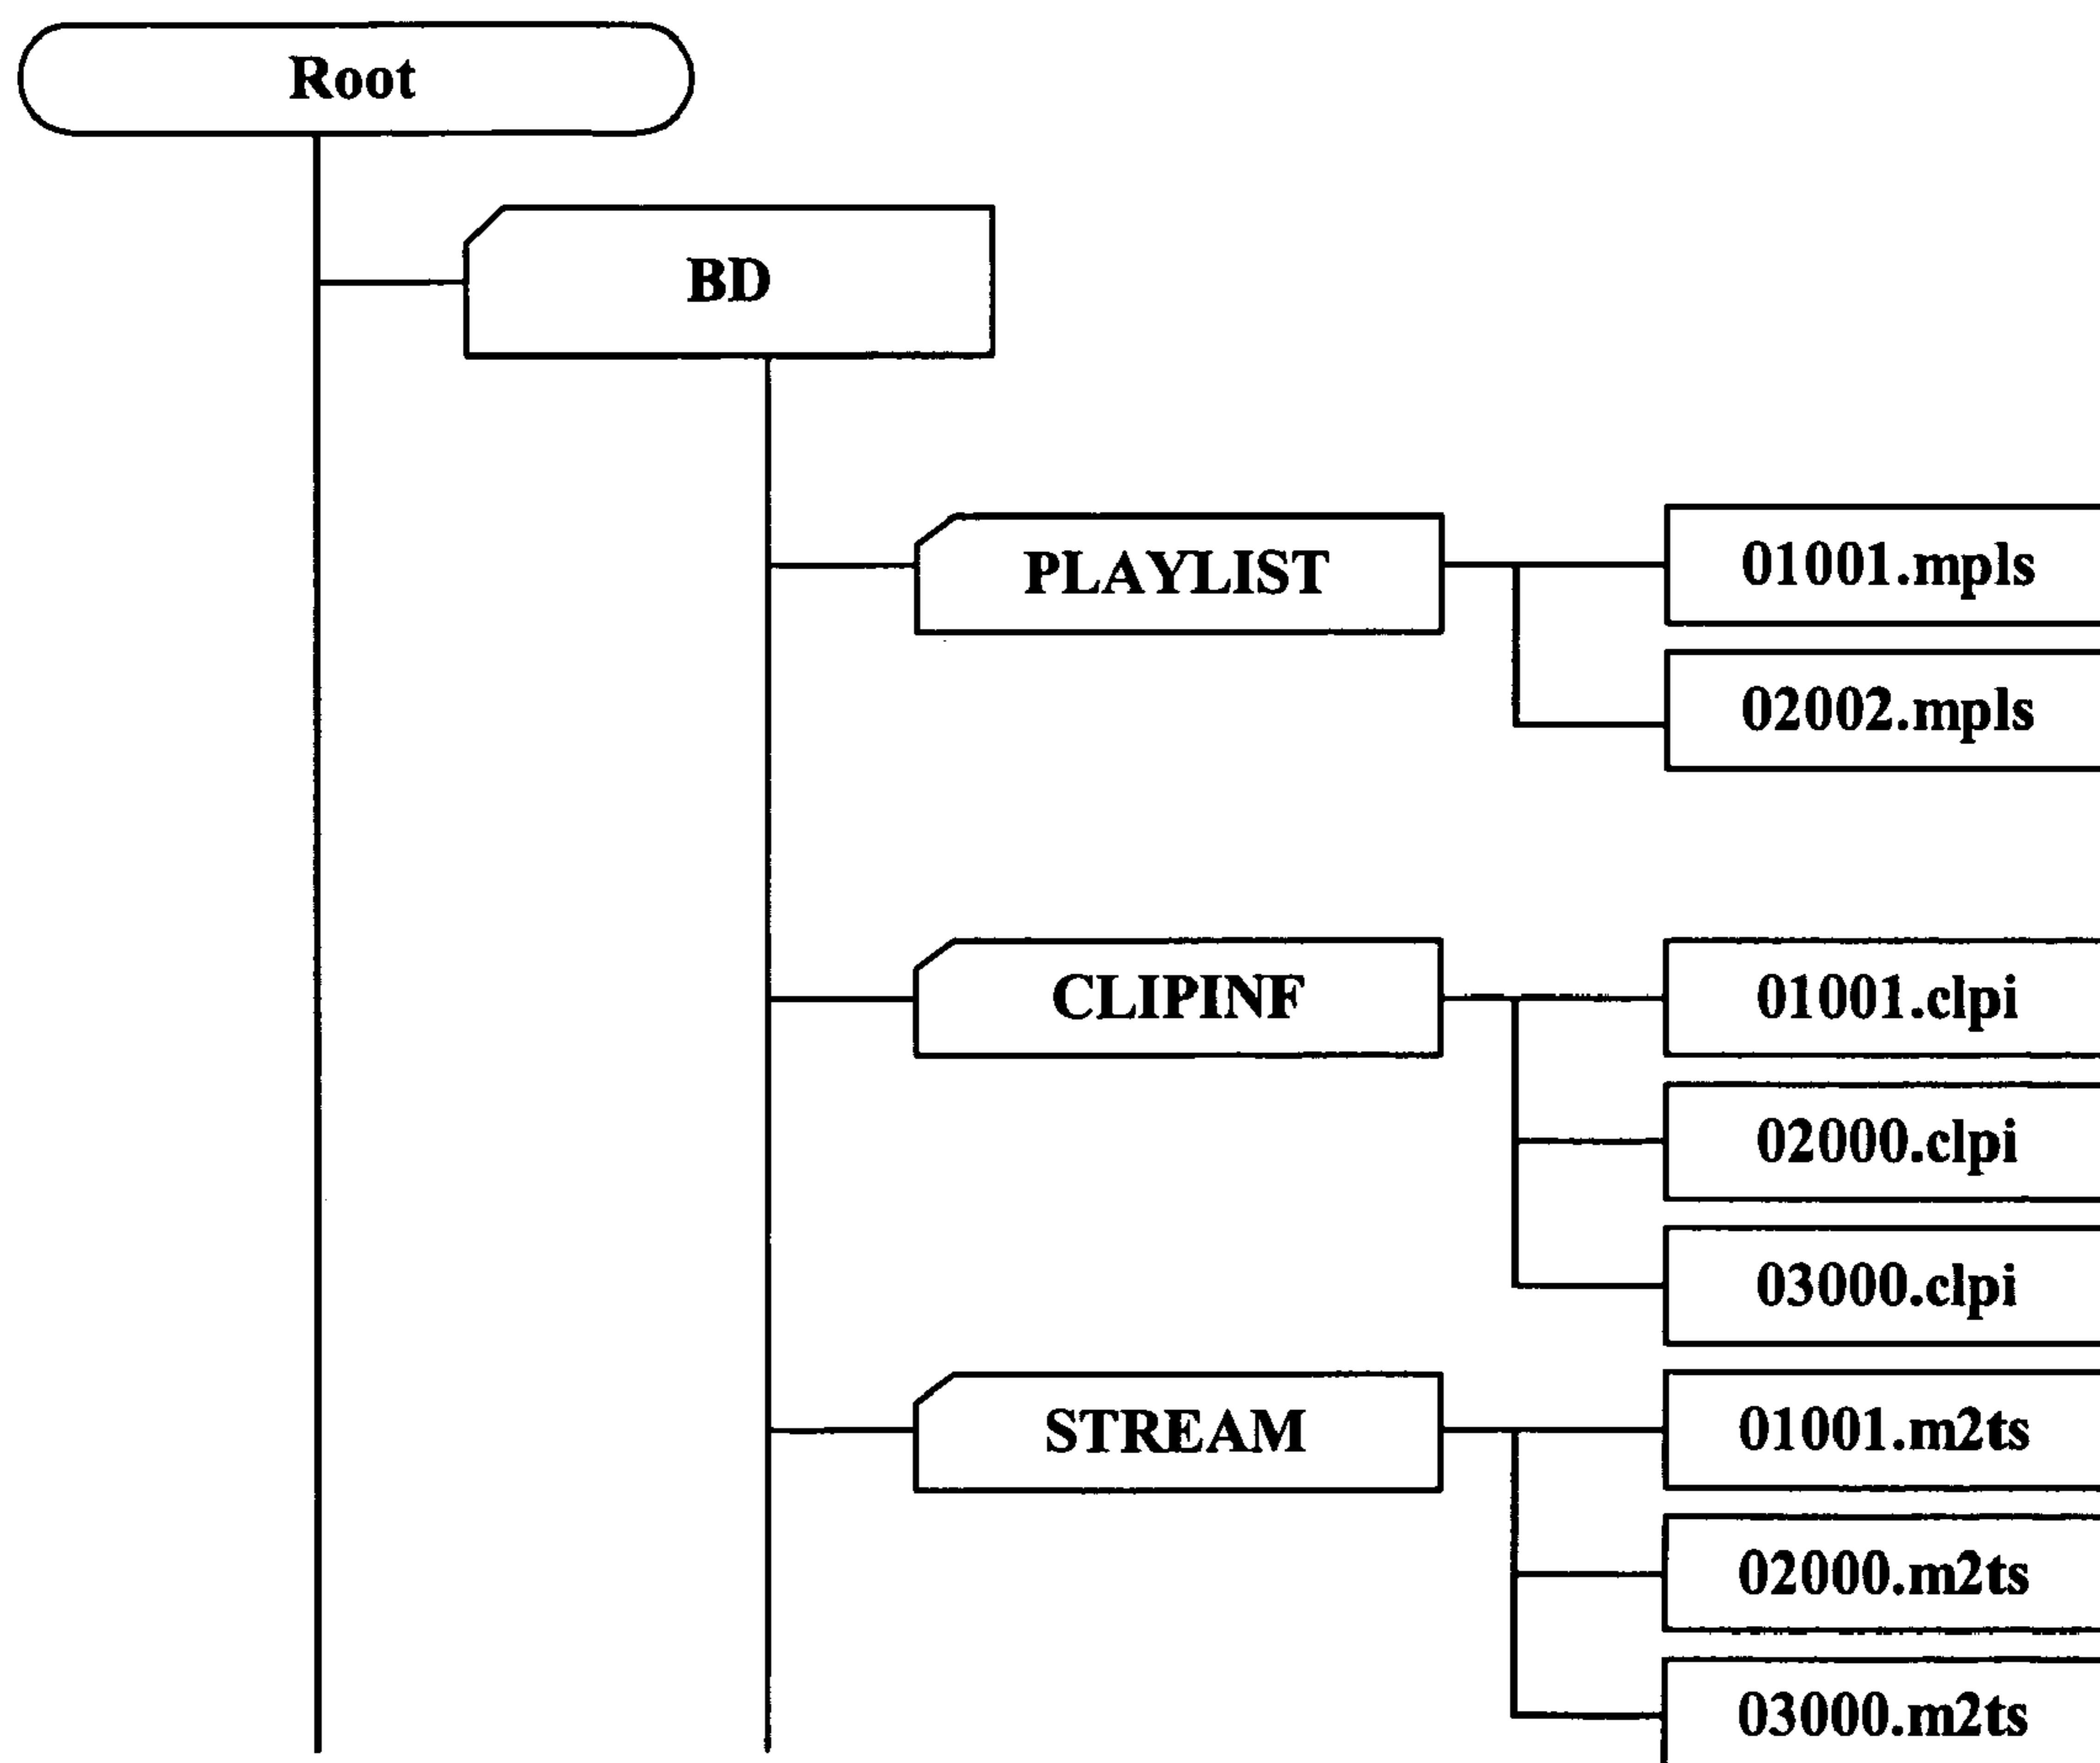 Root
BD
PLAYLIST
01001.mpls
02002.mpls
CLIPINF
01001.clpi
02000.clpi
03000.clpi
STREAM
01001.m2ts
02000.m2ts
03000.m2ts